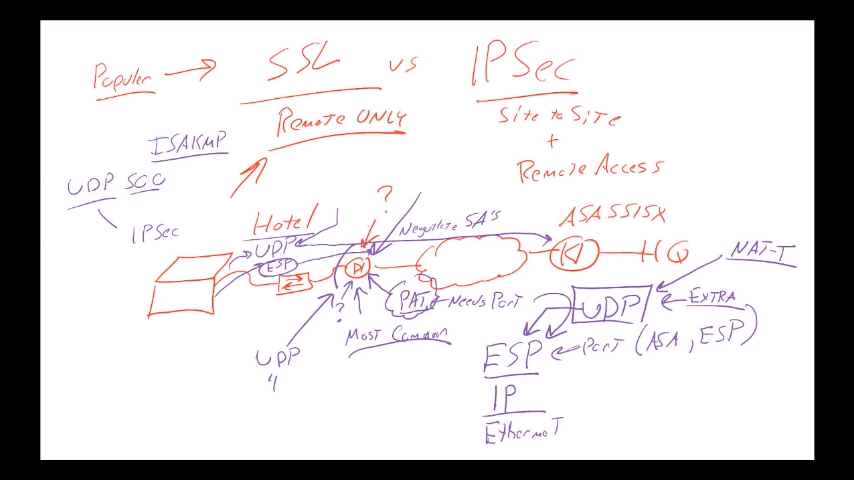 Popular → SSL vs IPSec
Remote ONLY
Site to Site
+
Remote Access
ISAKMP
UDP 500
IPSec
Hotel
?
Negotiate SA's
ASA 5515X
UDP
ESP
HQ
NAT-T
PAT
Needs Port
UDP
EXTRA
?
Most Common
UDP
4
ESP
Port (ASA, ESP)
IP
Ethernet